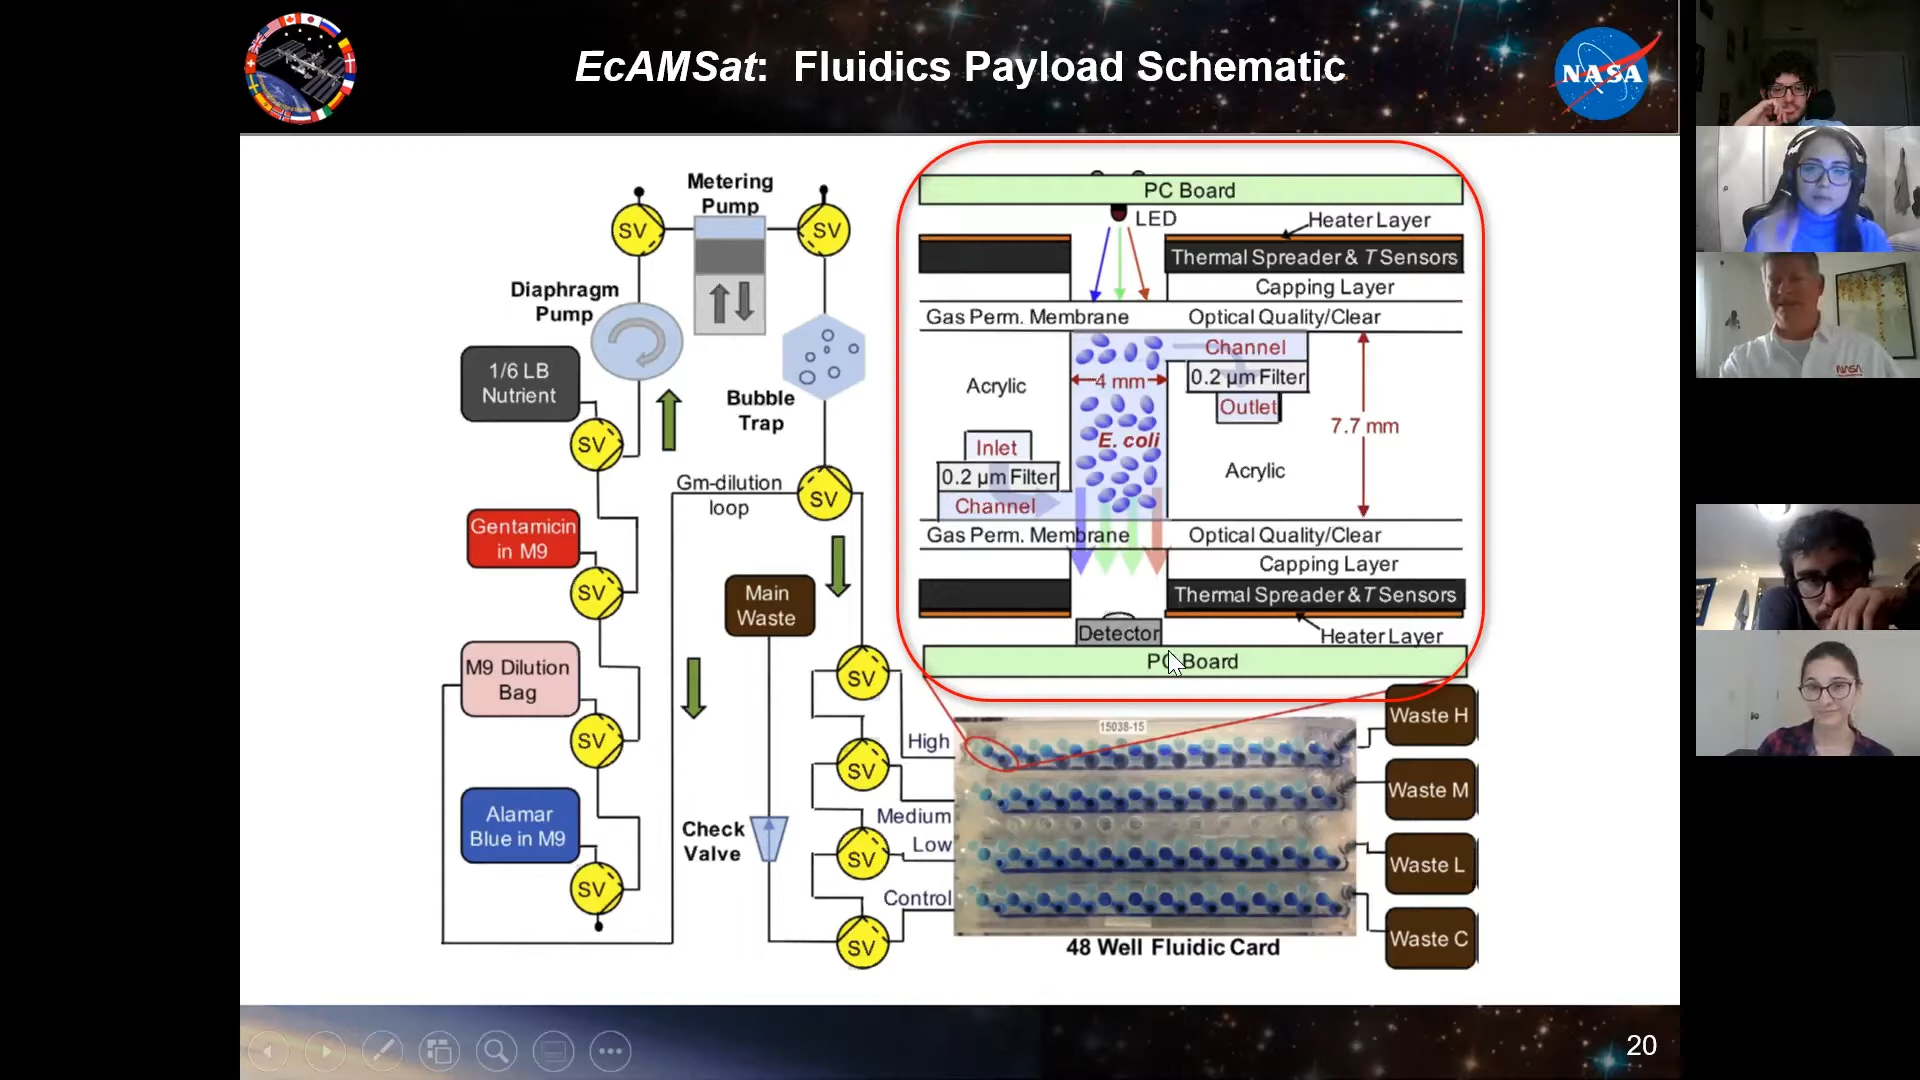 EcAMSat: Fluidics Payload Schematic
NASA
Metering
Pump
SV
SV
Diaphragm
Pump
1/6 LB
Nutrient
SV
Bubble
Trap
Gm-dilution
loop
SV
Gentamicin
in M9
SV
Main
Waste
M9 Dilution
Bag
SV
Alamar
Blue in M9
SV
Check
Valve
SV
SV
SV
SV
High
Medium
Low
Control
PC Board
LED
Heater Layer
Thermal Spreader & T Sensors
Capping Layer
Gas Perm. Membrane
Optical Quality/Clear
Channel
0.2 µm Filter
Outlet
Acrylic
4 mm
7.7 mm
E. coli
Inlet
0.2 µm Filter
Channel
Acrylic
Gas Perm. Membrane
Optical Quality/Clear
Capping Layer
Thermal Spreader & T Sensors
Detector
Heater Layer
PC Board
15038-15
48 Well Fluidic Card
Waste H
Waste M
Waste L
Waste C
20
NASA